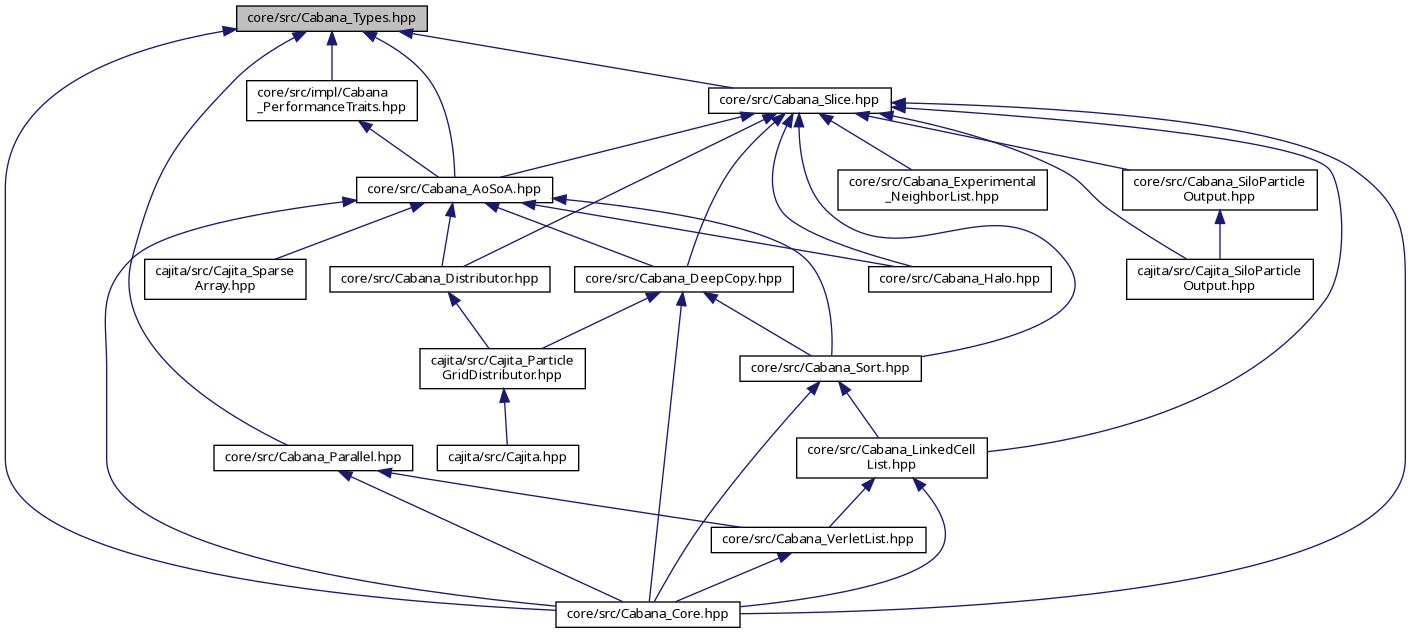 core/src/Cabana_Types.hpp
core/src/impl/Cabana
_PerformanceTraits.hpp
core/src/Cabana_Slice.hpp
core/src/Cabana_AoSoA.hpp
core/src/Cabana_Experimental
_NeighborList.hpp
core/src/Cabana_SiloParticle
Output.hpp
cajita/src/Cajita_Sparse
Array.hpp
core/src/Cabana_Distributor.hpp
core/src/Cabana_DeepCopy.hpp
core/src/Cabana_Halo.hpp
cajita/src/Cajita_SiloParticle
Output.hpp
cajita/src/Cajita_Particle
GridDistributor.hpp
core/src/Cabana_Sort.hpp
core/src/Cabana_Parallel.hpp
cajita/src/Cajita.hpp
core/src/Cabana_LinkedCell
List.hpp
core/src/Cabana_VerletList.hpp
core/src/Cabana_Core.hpp